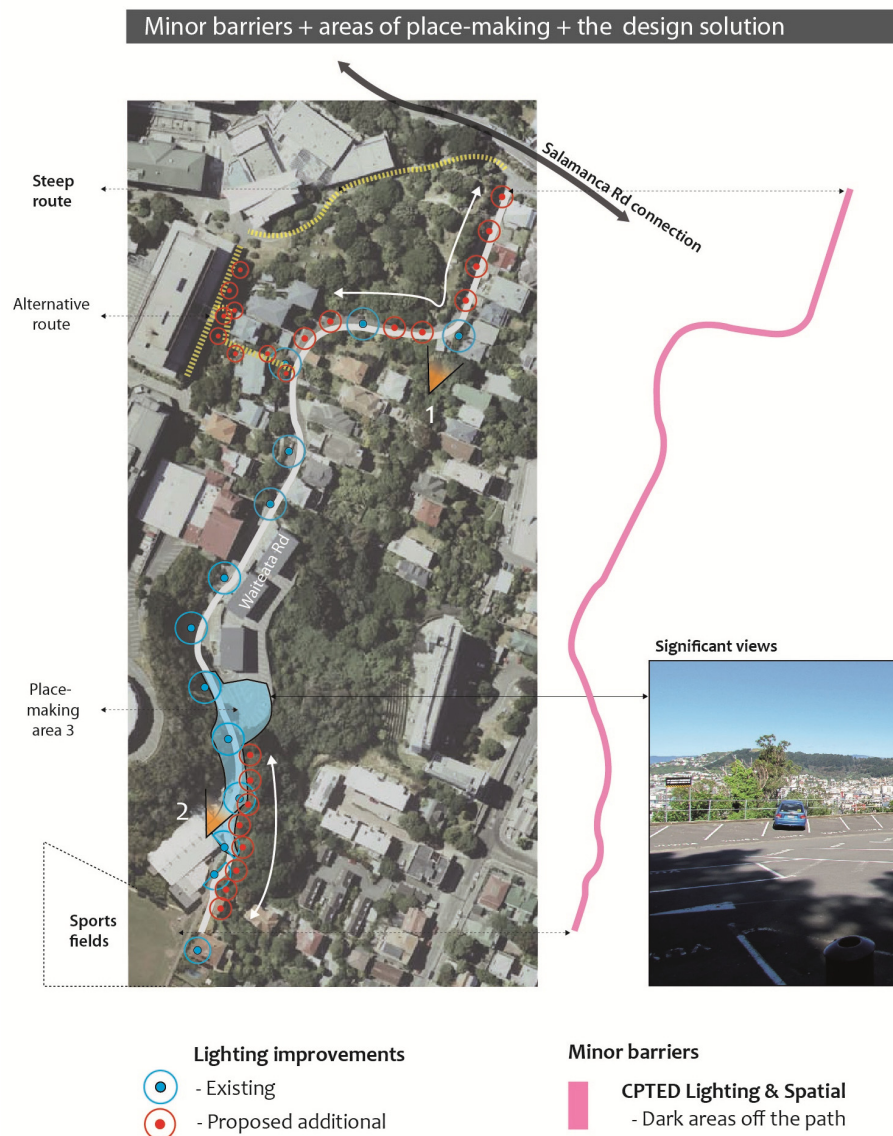 Minor barriers + areas of place-making + the design solution
Salamanca Rd connection
Steep
route
Alternative
route
1
Waiteata Rd
Significant views
Place-
making
area 3
2
Sports
fields
Lighting improvements
- Existing
- Proposed additional
Minor barriers
CPTED Lighting & Spatial
- Dark areas off the path